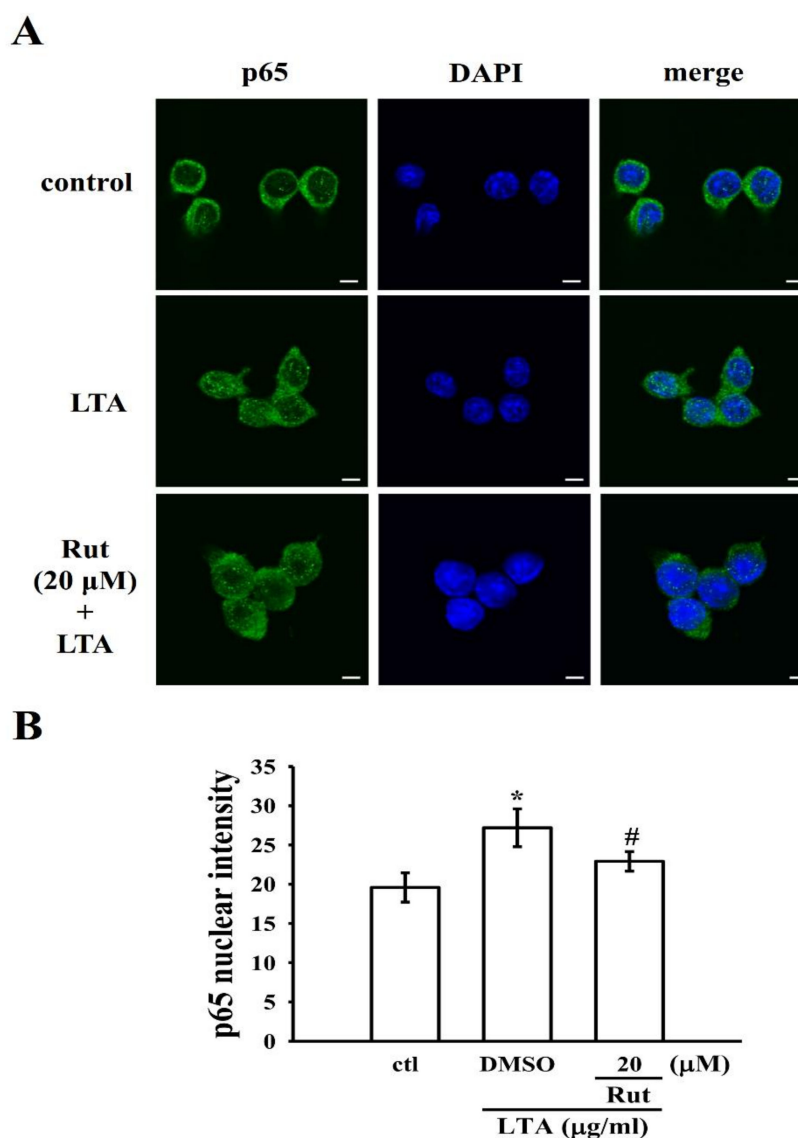 A
p65 DAPI merge
control
LTA
Rut
(20 μM)
+
LTA
B
p65 nuclear intensity
35
30
25
20
15
10
5
0
*
#
ctl DMSO 20 (μM)
Rut
LTA (μg/ml)